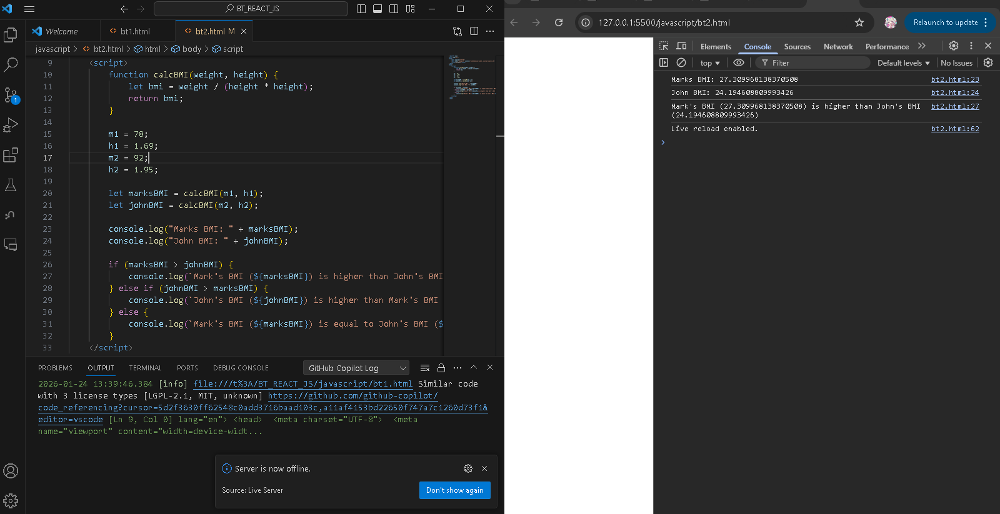 BT_REACT_JS
Welcome
bt1.html
bt2.html M
javascript > bt2.html > html > body > script
9 <script>
10 function calcBMI(weight, height) {
11 let bmi = weight / (height * height);
12 return bmi;
13 }
14
15 m1 = 78;
16 h1 = 1.69;
17 m2 = 92;
18 h2 = 1.95;
19
20 let marksBMI = calcBMI(m1, h1);
21 let johnBMI = calcBMI(m2, h2);
22
23 console.log("Marks BMI: " + marksBMI);
24 console.log("John BMI: " + johnBMI);
25
26 if (marksBMI > johnBMI) {
27 console.log(`Mark's BMI (${marksBMI}) is higher than John's BMI
28 } else if (johnBMI > marksBMI) {
29 console.log(`John's BMI (${johnBMI}) is higher than Mark's BMI
30 } else {
31 console.log(`Mark's BMI (${marksBMI}) is equal to John's BMI ($
32 }
33 </script>
1
PROBLEMS OUTPUT TERMINAL PORTS DEBUG CONSOLE GitHub Copilot Log
2026-01-24 13:39:46.384 [info] file:///t%3A/BT_REACT_JS/javascript/bt1.html Similar code
with 3 license types [LGPL-2.1, MIT, unknown] https://github.com/github-copilot/
code_referencing?cursor=5d2f3630ff62548c0add3716baad103c,a11af4153bd22650f747a7c1260d73f1&
editor=vscode [Ln 9, Col 0] lang="en"> <head> <meta charset="UTF-8"> <meta
name="viewport" content="width=device-widt...
Server is now offline.
Source: Live Server
Don't show again
127.0.0.1:5500/javascript/bt2.html
Relaunch to update
Elements Console Sources Network Performance
top Filter Default levels No Issues
Marks BMI: 27.309968138370508 bt2.html:23
John BMI: 24.194608809993426 bt2.html:24
Mark's BMI (27.309968138370508) is higher than John's BMI bt2.html:27
(24.194608809993426)
Live reload enabled. bt2.html:62